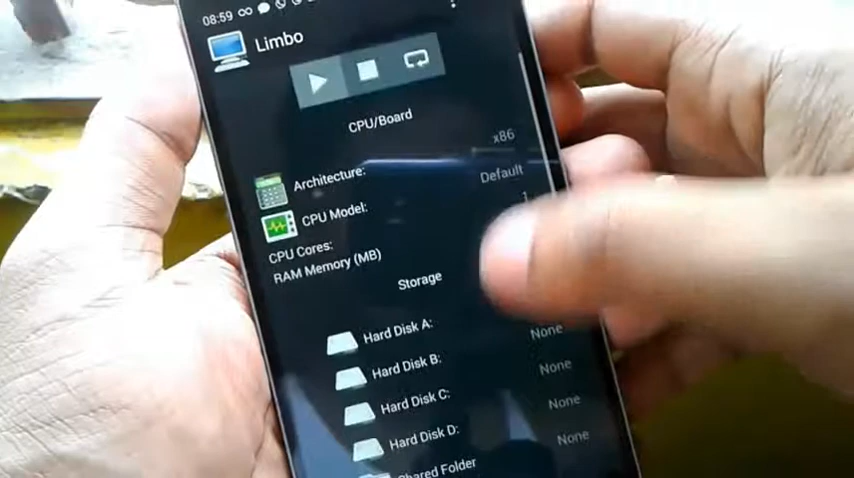 08:59
Limbo
CPU/Board
Architecture: x86
CPU Model: Default
CPU Cores: 1
RAM Memory (MB)
Storage
Hard Disk A:
Hard Disk B: None
Hard Disk C: None
Hard Disk D: None
Shared Folder None